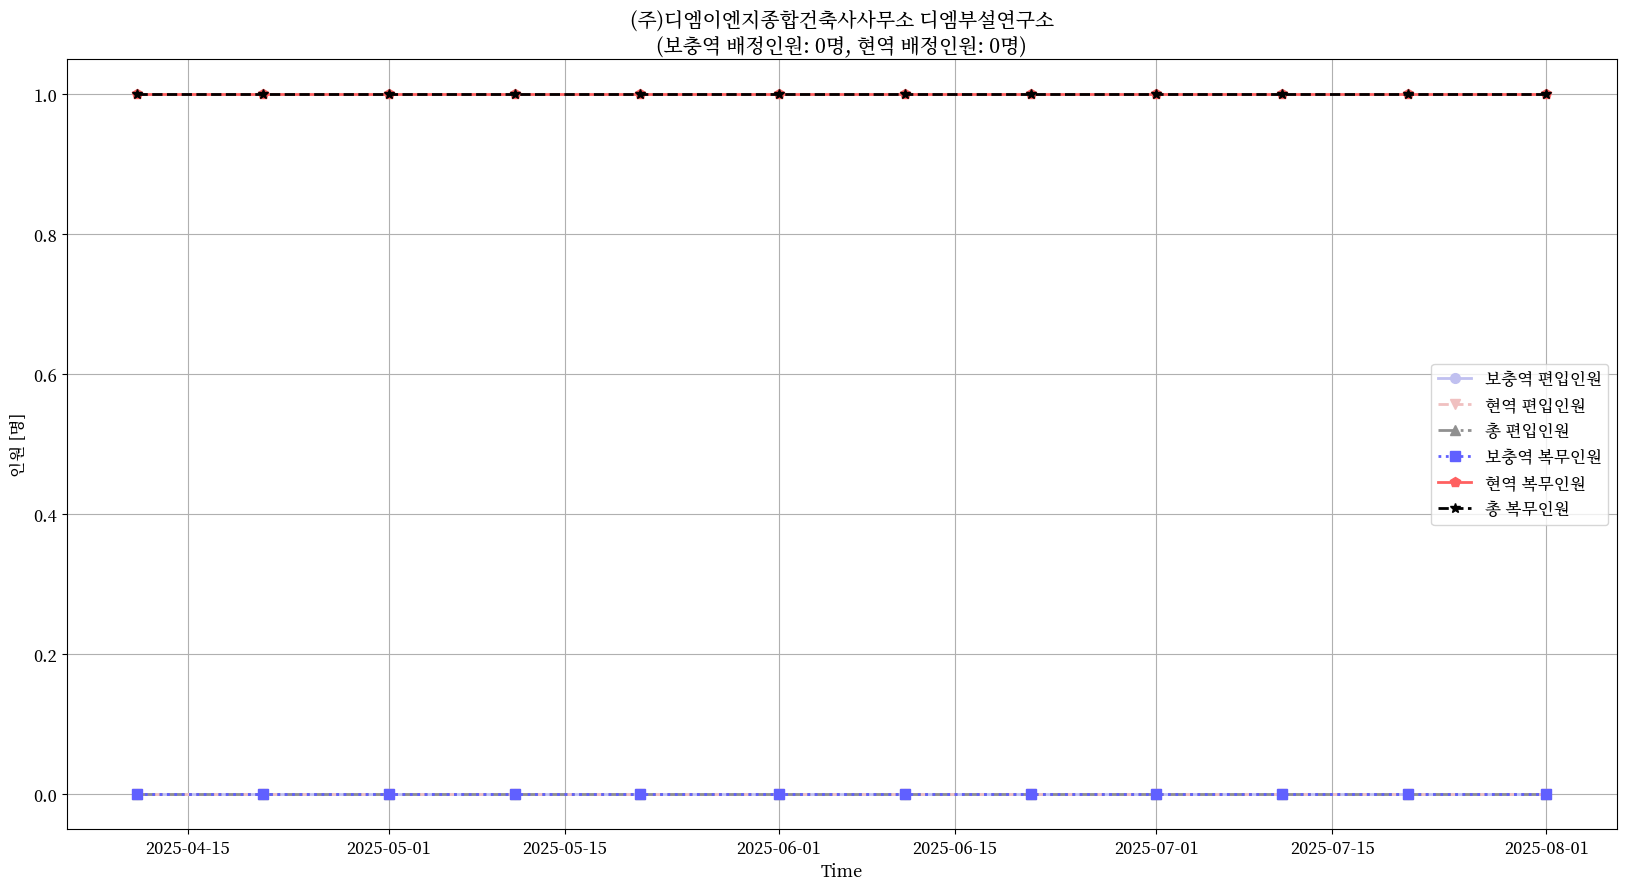 (주)디엠이엔지종합건축사사무소 디엠부설연구소
(보충역 배정인원: 0명, 현역 배정인원: 0명)
인원 [명]
1.0
0.8
0.6
0.4
0.2
0.0
보충역 편입인원
현역 편입인원
총 편입인원
보충역 복무인원
현역 복무인원
총 복무인원
2025-04-15 2025-05-01 2025-05-15 2025-06-01 2025-06-15 2025-07-01 2025-07-15 2025-08-01
Time